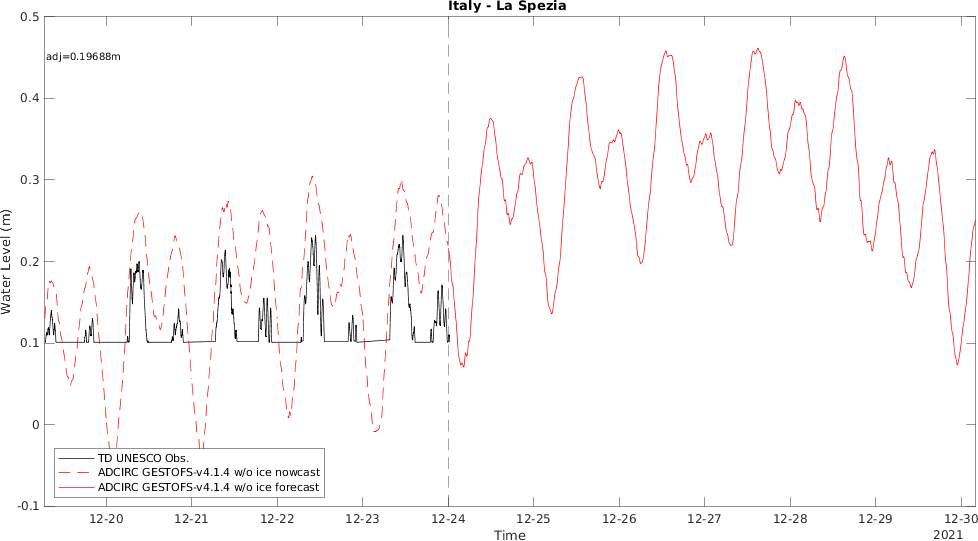 Italy - La Spezia
adj=0.19688m
Water Level (m)
0.5
0.4
0.3
0.2
0.1
0
-0.1
TD UNESCO Obs.
ADCIRC GESTOFS-v4.1.4 w/o ice nowcast
ADCIRC GESTOFS-v4.1.4 w/o ice forecast
12-20 12-21 12-22 12-23 12-24 12-25 12-26 12-27 12-28 12-29 12-30
Time
2021